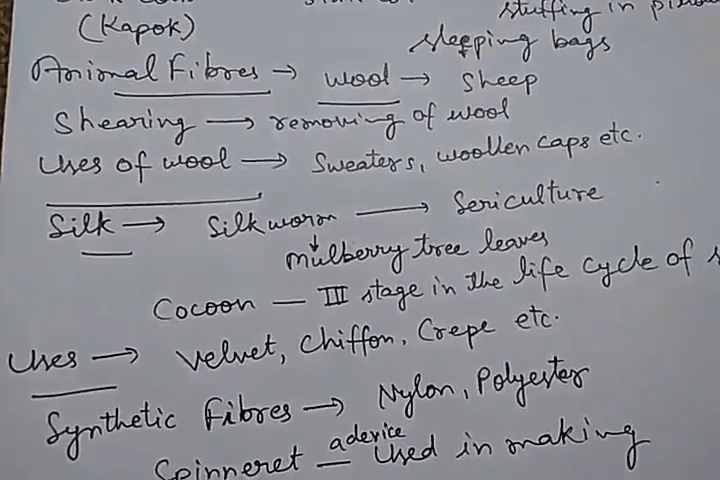 stuffing in
(Kapok)
sleeping bags
Animal Fibres → wool → Sheep
Shearing → removing of wool
Uses of wool → Sweaters, woollen caps etc.
Silk → Silkworm → Sericulture
↓
mulberry tree leaves
Cocoon — III stage in the life cycle of
Uses → Velvet, Chiffon, Crepe etc.
Synthetic Fibres → Nylon, Polyester
a device
Spinneret — Used in making